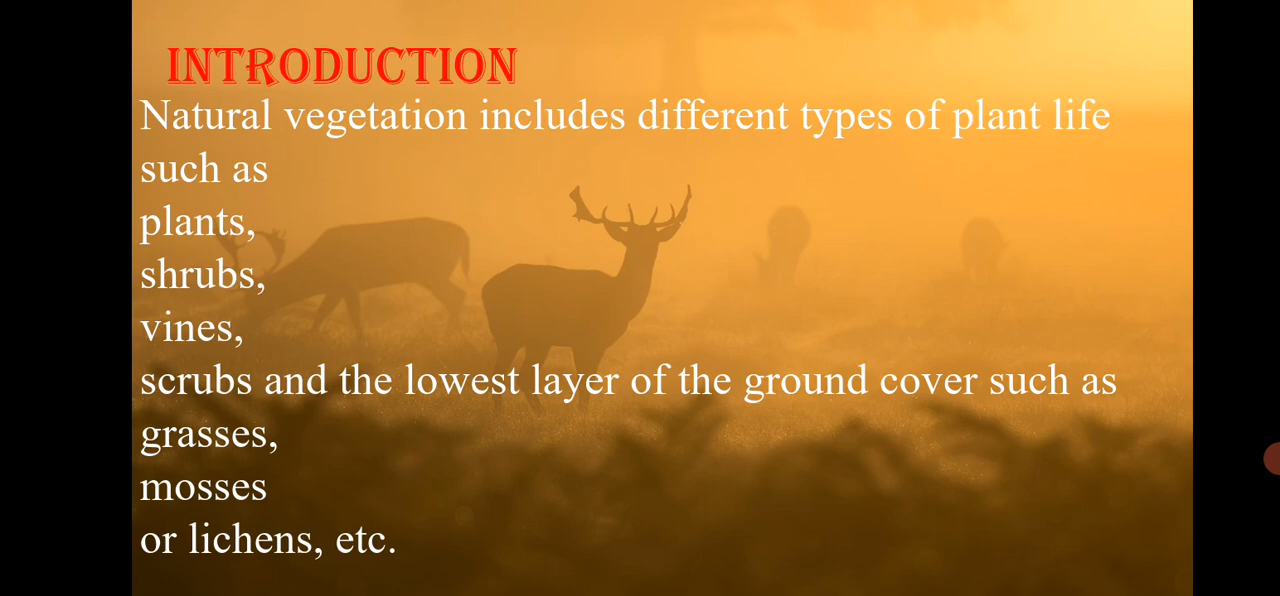 INTRODUCTION
Natural vegetation includes different types of plant life
such as
plants,
shrubs,
vines,
scrubs and the lowest layer of the ground cover such as
grasses,
mosses
or lichens, etc.